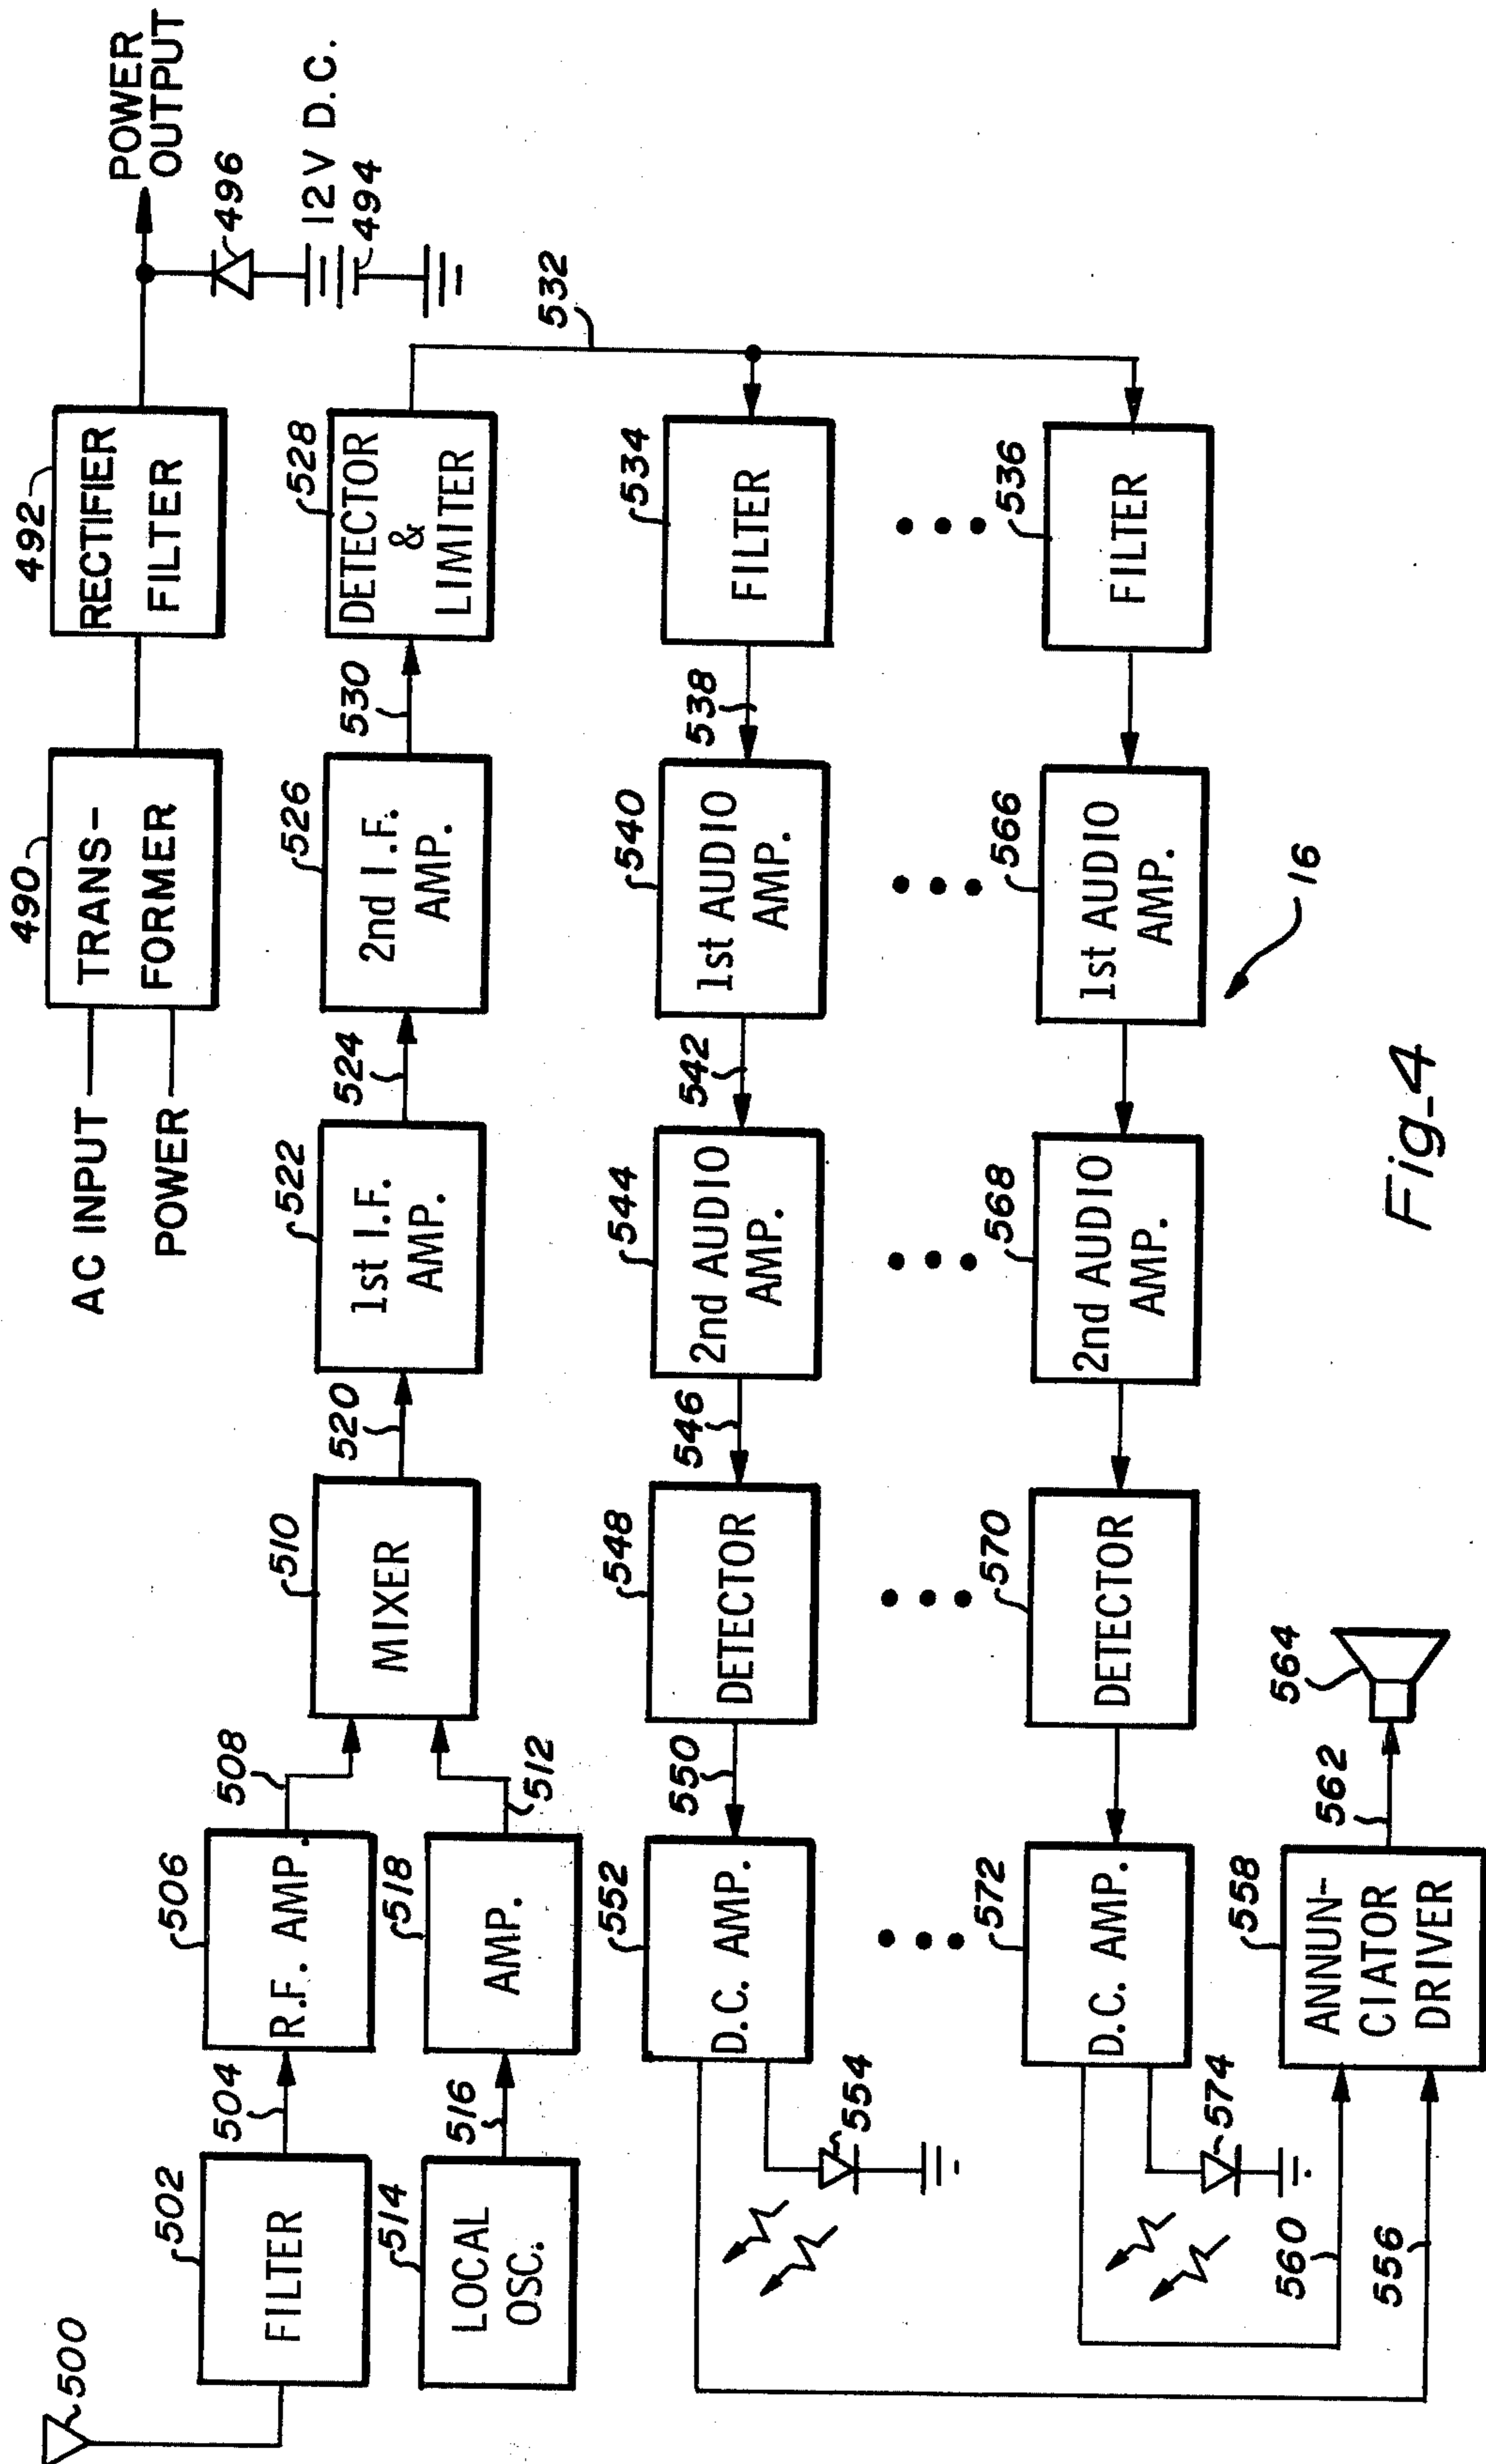 490
492
AC INPUT
POWER
TRANS-
FORMER
RECTIFIER
FILTER
POWER
OUTPUT
496
12V D.C.
494
500
502
FILTER
504
506
R.F. AMP.
508
510
MIXER
520
522
1st I.F.
AMP.
524
526
2nd I.F.
AMP.
530
528
DETECTOR
&
LIMITER
532
514
LOCAL
OSC.
516
518
AMP.
512
552
D.C. AMP.
550
548
DETECTOR
546
544
2nd AUDIO
AMP.
542
540
1st AUDIO
AMP.
538
534
FILTER
554
572
D.C. AMP.
570
DETECTOR
568
2nd AUDIO
AMP.
566
1st AUDIO
AMP.
536
FILTER
574
560
556
558
ANNUN-
CIATOR
DRIVER
562
564
16
Fig_4